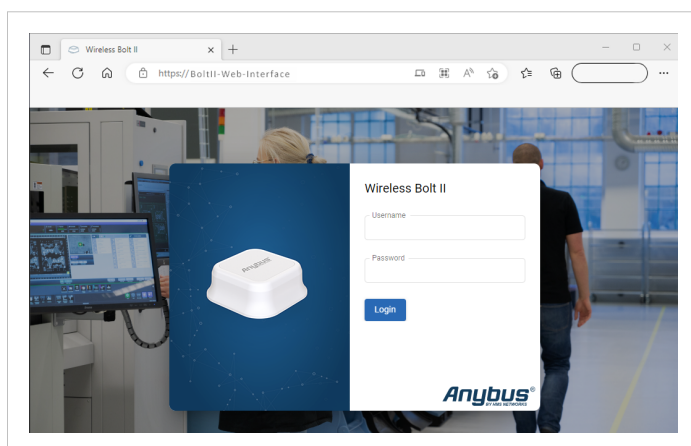 Wireless Bolt II
https://BoltII-Web-Interface
Wireless Bolt II
Username
Password
Anybus
Login
Anybus®
BY HMS NETWORKS